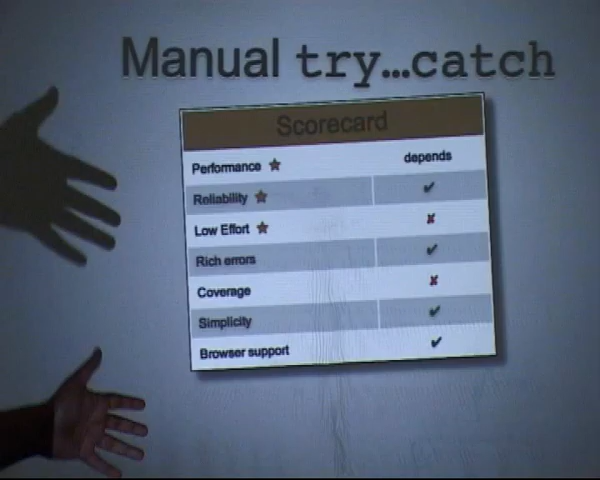 Manual try...catch
Scorecard
Performance ★ depends
Reliability ★ ✔
Low Effort ★ ✘
Rich errors ✔
Coverage ✘
Simplicity ✔
Browser support ✔